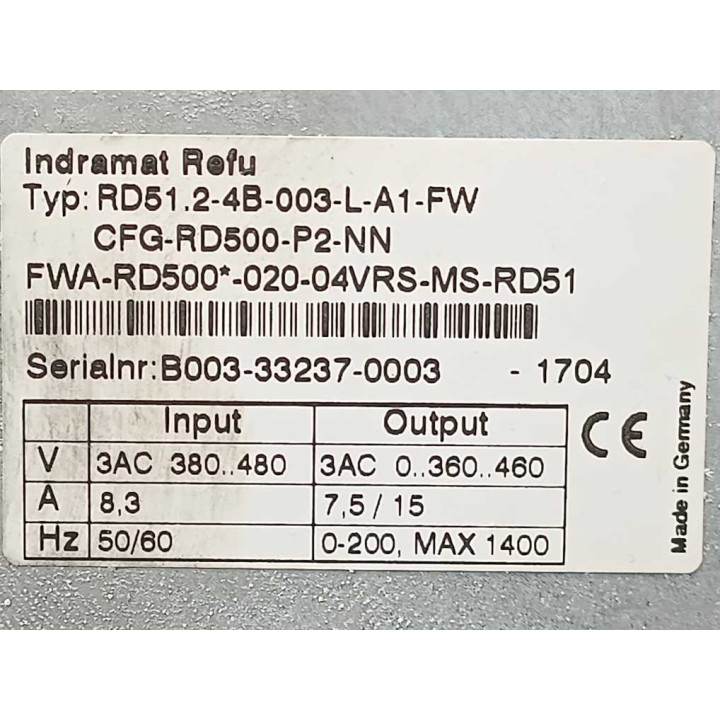 Indramat Refu
Typ: RD51.2-4B-003-L-A1-FW
CFG-RD500-P2-NN
FWA-RD500*-020-04VRS-MS-RD51
Serialnr: B003-33237-0003 - 1704
Input Output
V 3AC 380..480 3AC 0..360..460
A 8,3 7,5 / 15
Hz 50/60 0-200, MAX 1400
CE
Made in Germany